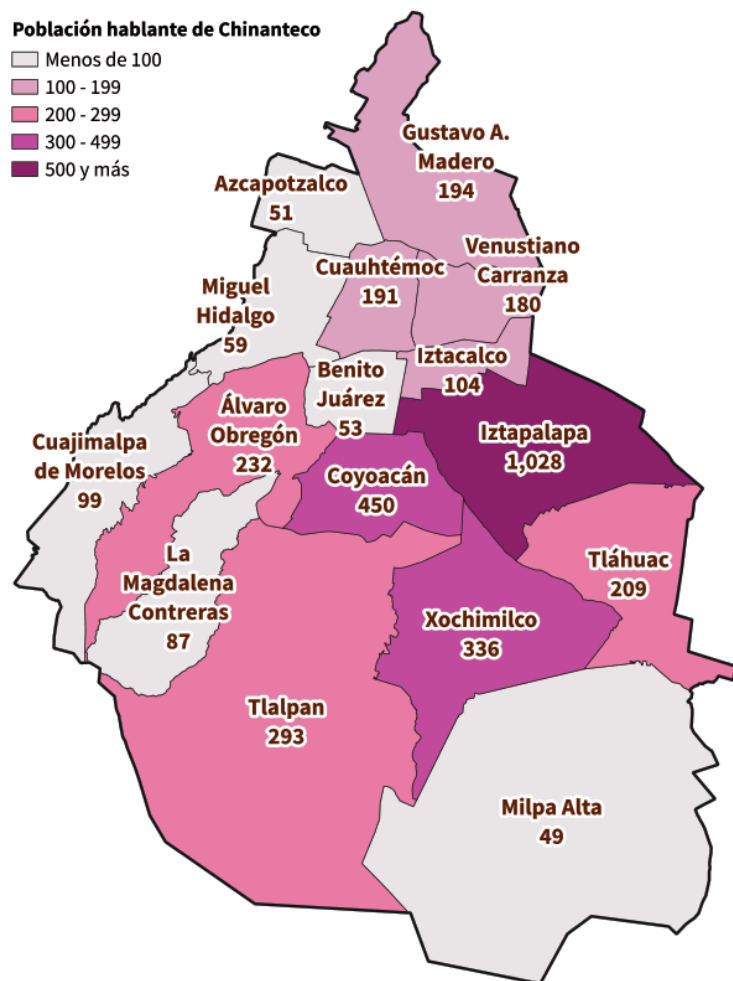 Población hablante de Chinanteco
Menos de 100
100 - 199
200 - 299
300 - 499
500 y más
Gustavo A.
Madero
194
Azcapotzalco
51
Venustiano
Carranza
180
Cuauhtémoc
191
Miguel
Hidalgo
59
Iztacalco
104
Benito
Juárez
53
Álvaro
Obregón
232
Iztapalapa
1,028
Cuajimalpa
de Morelos
99
Coyoacán
450
La
Magdalena
Contreras
87
Tláhuac
209
Xochimilco
336
Tlalpan
293
Milpa Alta
49